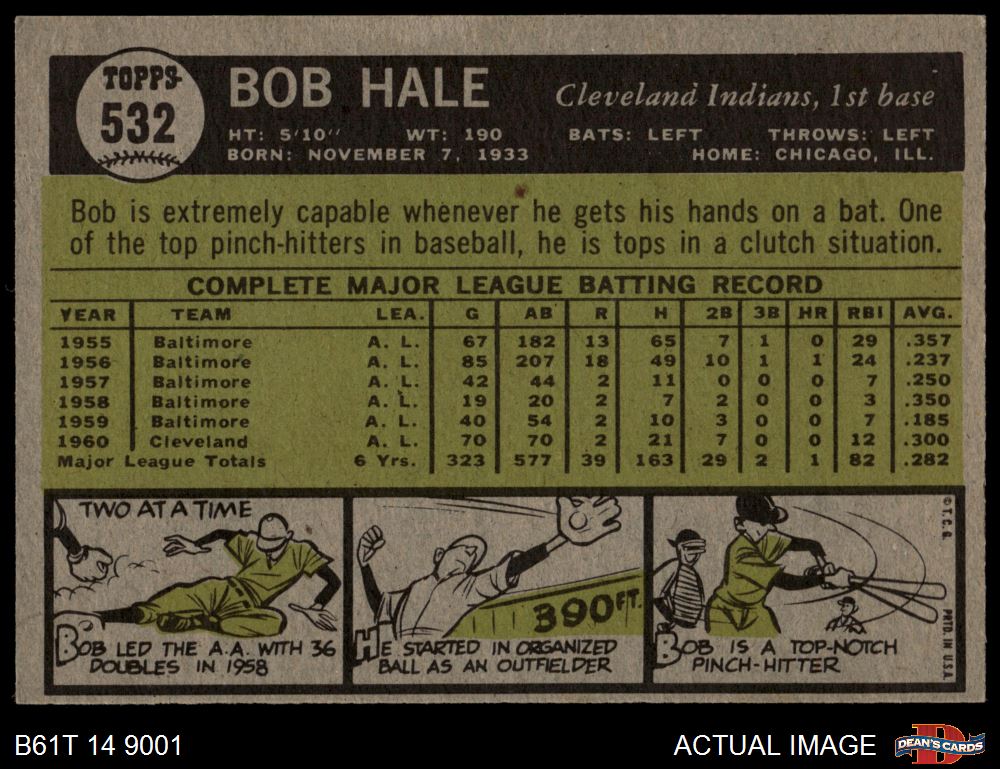 TOPPS
532
BOB HALE
Cleveland Indians, 1st base
HT: 5'10" WT: 190 BATS: LEFT THROWS: LEFT
BORN: NOVEMBER 7, 1933 HOME: CHICAGO, ILL.
Bob is extremely capable whenever he gets his hands on a bat. One
of the top pinch-hitters in baseball, he is tops in a clutch situation.
COMPLETE MAJOR LEAGUE BATTING RECORD
YEAR TEAM LEA. G AB R H 2B 3B HR RBI AVG.
1955 Baltimore A. L. 67 182 13 65 7 1 0 29 .357
1956 Baltimore A. L. 85 207 18 49 10 1 1 24 .237
1957 Baltimore A. L. 42 44 2 11 0 0 0 7 .250
1958 Baltimore A. L. 19 20 2 7 2 0 0 3 .350
1959 Baltimore A. L. 40 54 2 10 3 0 0 7 .185
1960 Cleveland A. L. 70 70 2 21 7 0 0 12 .300
Major League Totals 6 Yrs. 323 577 39 163 29 2 1 82 .282
TWO AT A TIME
BOB LED THE A.A. WITH 36
DOUBLES IN 1958
390 FT.
HE STARTED IN ORGANIZED
BALL AS AN OUTFIELDER
BOB IS A TOP-NOTCH
PINCH-HITTER
© T.C.G.
PRTD. IN U.S.A.
B61T 14 9001
ACTUAL IMAGE
D
DEAN'S CARDS